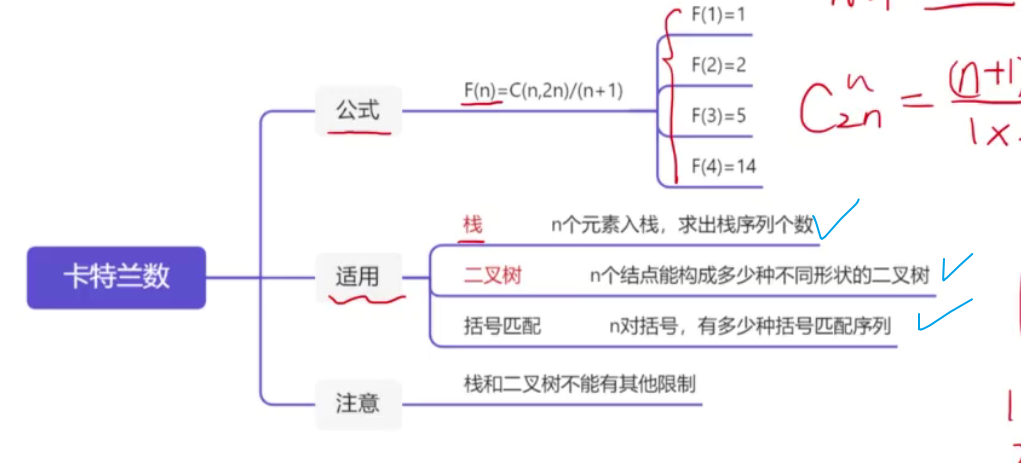 F(1)=1
F(2)=2
公式 F(n)=C(n,2n)/(n+1)
F(3)=5
F(4)=14
C 2n n = (n+1)
1×
卡特兰数
适用
栈 n个元素入栈，求出栈序列个数
二叉树 n个结点能构成多少种不同形状的二叉树
括号匹配 n对括号，有多少种括号匹配序列
注意 栈和二叉树不能有其他限制